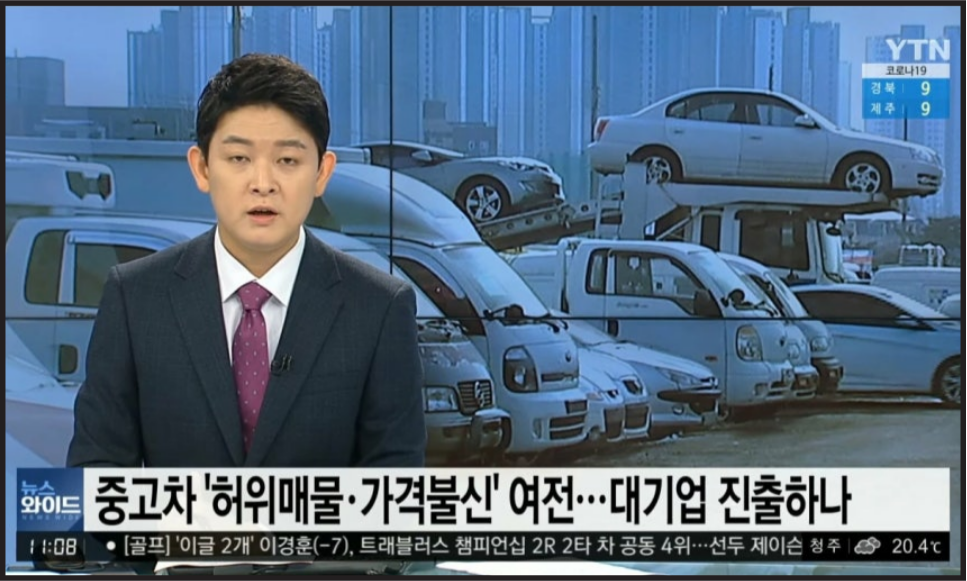 YTN
코로나19
경북 9
제주 9
뉴스
와이드
NEWS WIDE
중고차 '허위매물·가격불신' 여전…대기업 진출하나
11:08
• [골프] '이글 2개' 이경훈(-7), 트래블러스 챔피언십 2R 2타 차 공동 4위…선두 제이슨
청주 20.4℃